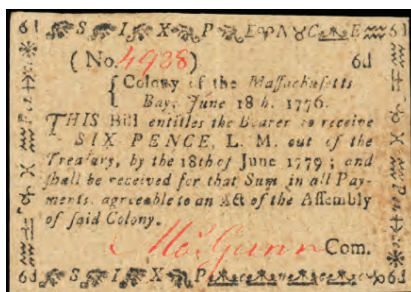 6d S I X P E N C E 6d
(No. 4938) 6d
Colony of the Massachusetts
Bay, June 18th. 1776.
THIS Bill entitles the Bearer to receive
SIX PENCE, L. M. out of the
Treasury, by the 18th of June 1779 ; and
shall be received for that Sum in all Pay-
ments, agreeable to an Act of the Assembly
of said Colony.
Com.
6d S I X P 6d